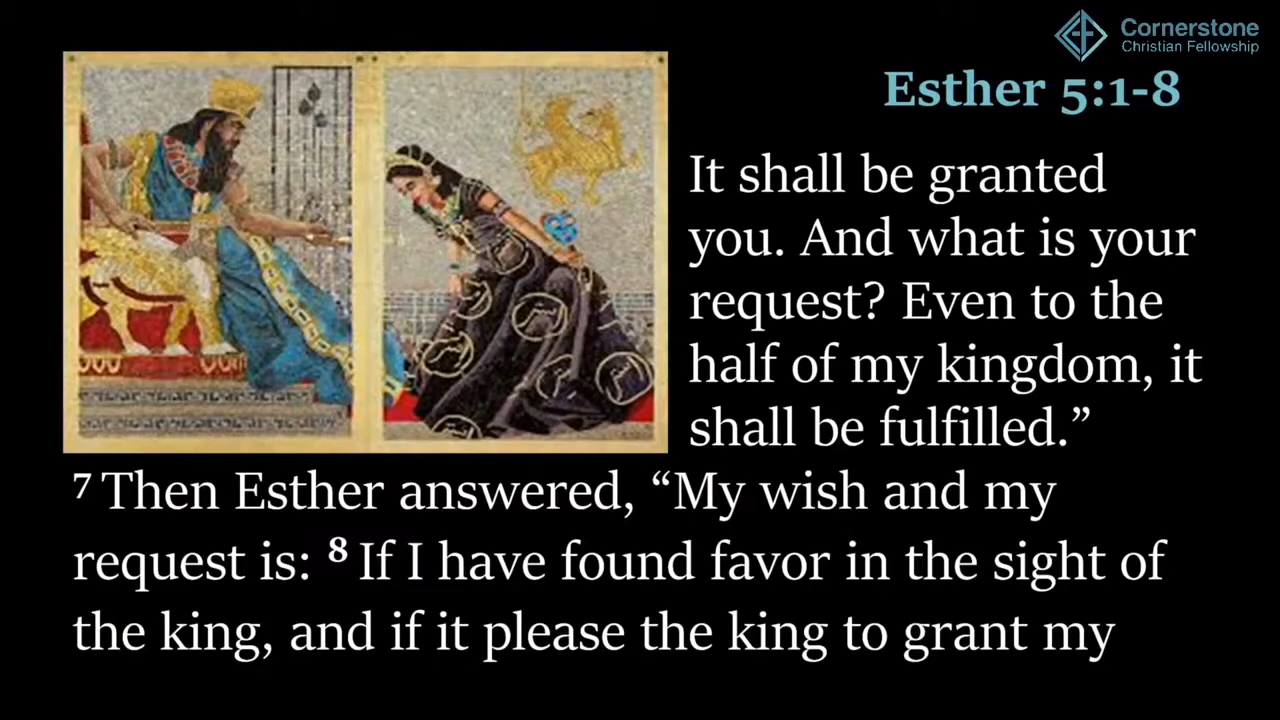 Cornerstone
Christian Fellowship
Esther 5:1-8
It shall be granted
you. And what is your
request? Even to the
half of my kingdom, it
shall be fulfilled.”
⁷ Then Esther answered, “My wish and my
request is: ⁸ If I have found favor in the sight of
the king, and if it please the king to grant my